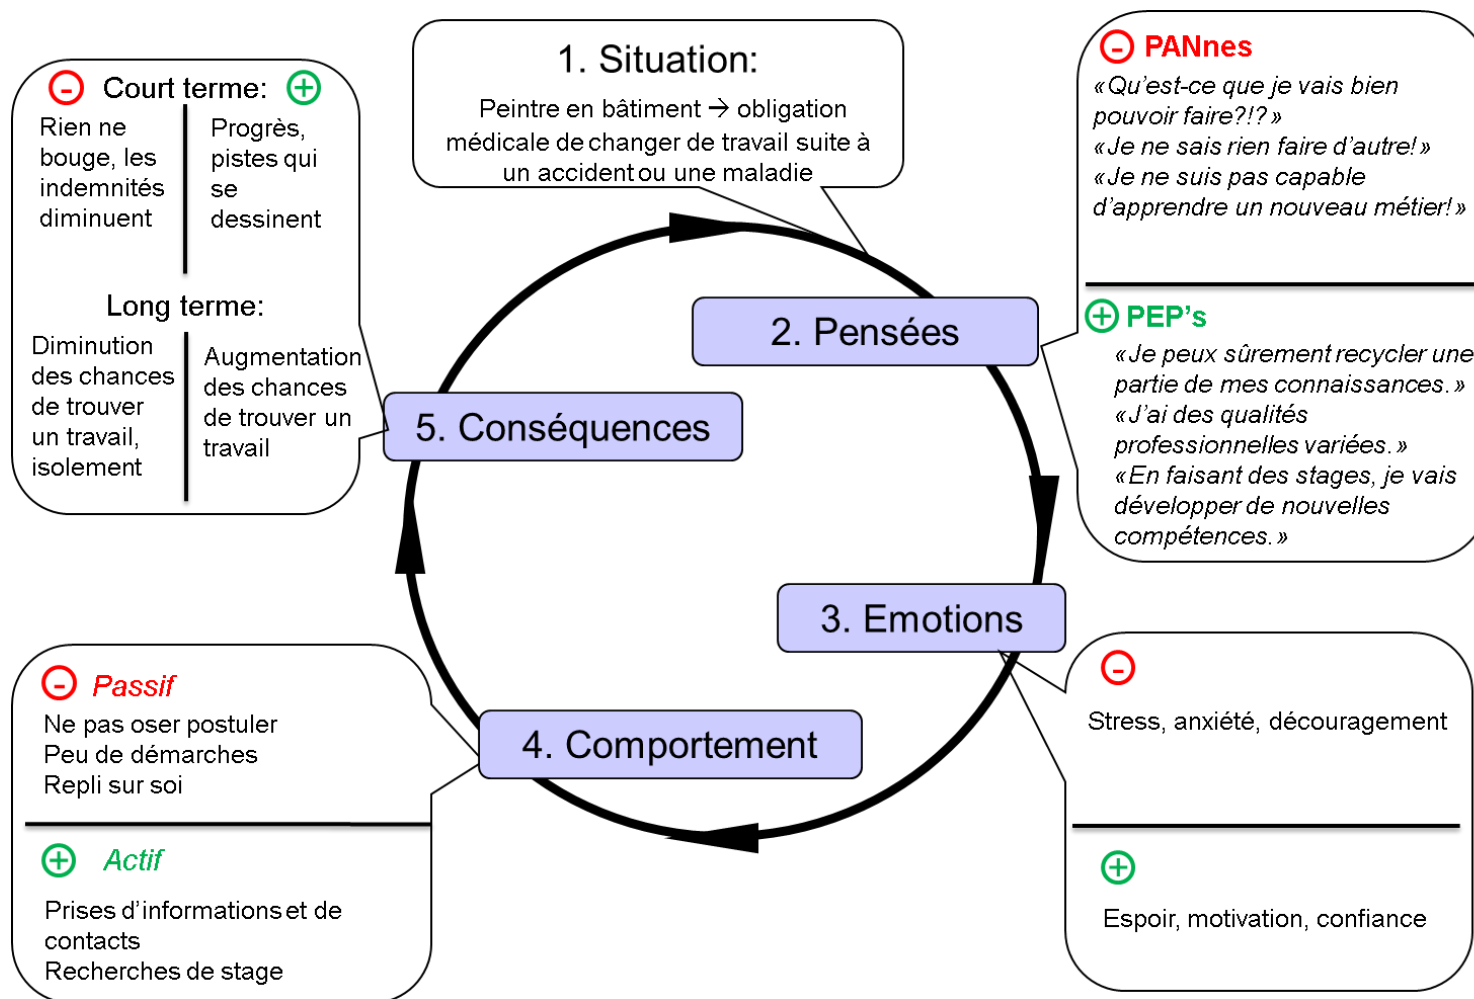 1. Situation:
Peintre en bâtiment → obligation
médicale de changer de travail suite à
un accident ou une maladie
- PANnes
«Qu'est-ce que je vais bien
pouvoir faire?!?»
«Je ne sais rien faire d'autre!»
«Je ne suis pas capable
d'apprendre un nouveau métier!»
+ PEP's
«Je peux sûrement recycler une
partie de mes connaissances.»
«J'ai des qualités
professionnelles variées.»
«En faisant des stages, je vais
développer de nouvelles
compétences.»
2. Pensées
3. Emotions
-
Stress, anxiété, découragement
+
Espoir, motivation, confiance
4. Comportement
- Passif
Ne pas oser postuler
Peu de démarches
Repli sur soi
+ Actif
Prises d'informations et de
contacts
Recherches de stage
5. Conséquences
- Court terme: +
Rien ne
bouge, les
indemnités
diminuent
Progrès,
pistes qui
se
dessinent
Long terme:
Diminution
des chances
de trouver
un travail,
isolement
Augmentation
des chances
de trouver un
travail